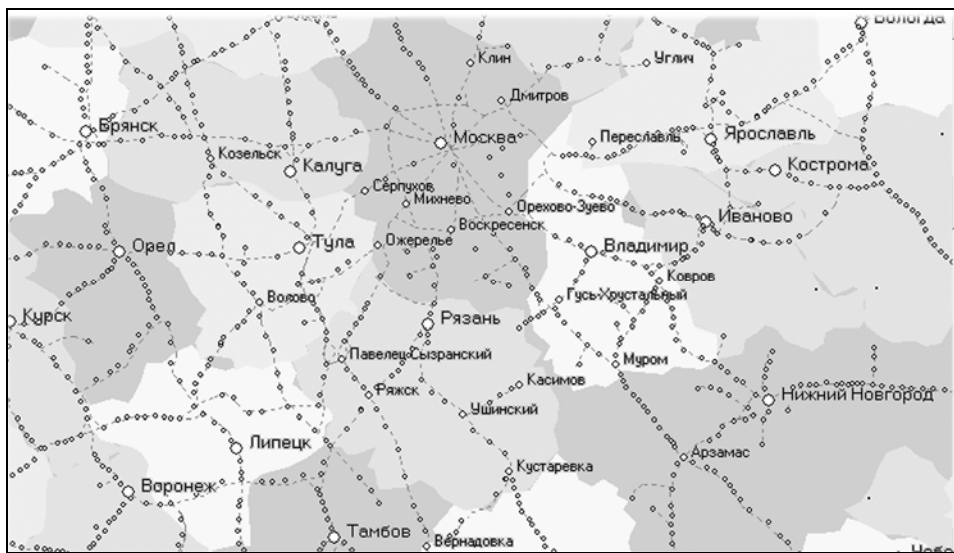 Вологда
Клин
Углич
Дмитров
Брянск
Москва
Переславль
Ярославль
Козельск
Калуга
Кострома
Серпухов
Михнево
Орехово-Зуево
Иваново
Воскресенск
Орел
Тула
Ожерелье
Владимир
Ковров
Волово
Гусь-Хрустальный
Курск
Рязань
Павелец-Сызранский
Муром
Ряжск
Касимов
Нижний Новгород
Ушинский
Липецк
Арзамас
Кустаревка
Воронеж
Тамбов
Вернадовка